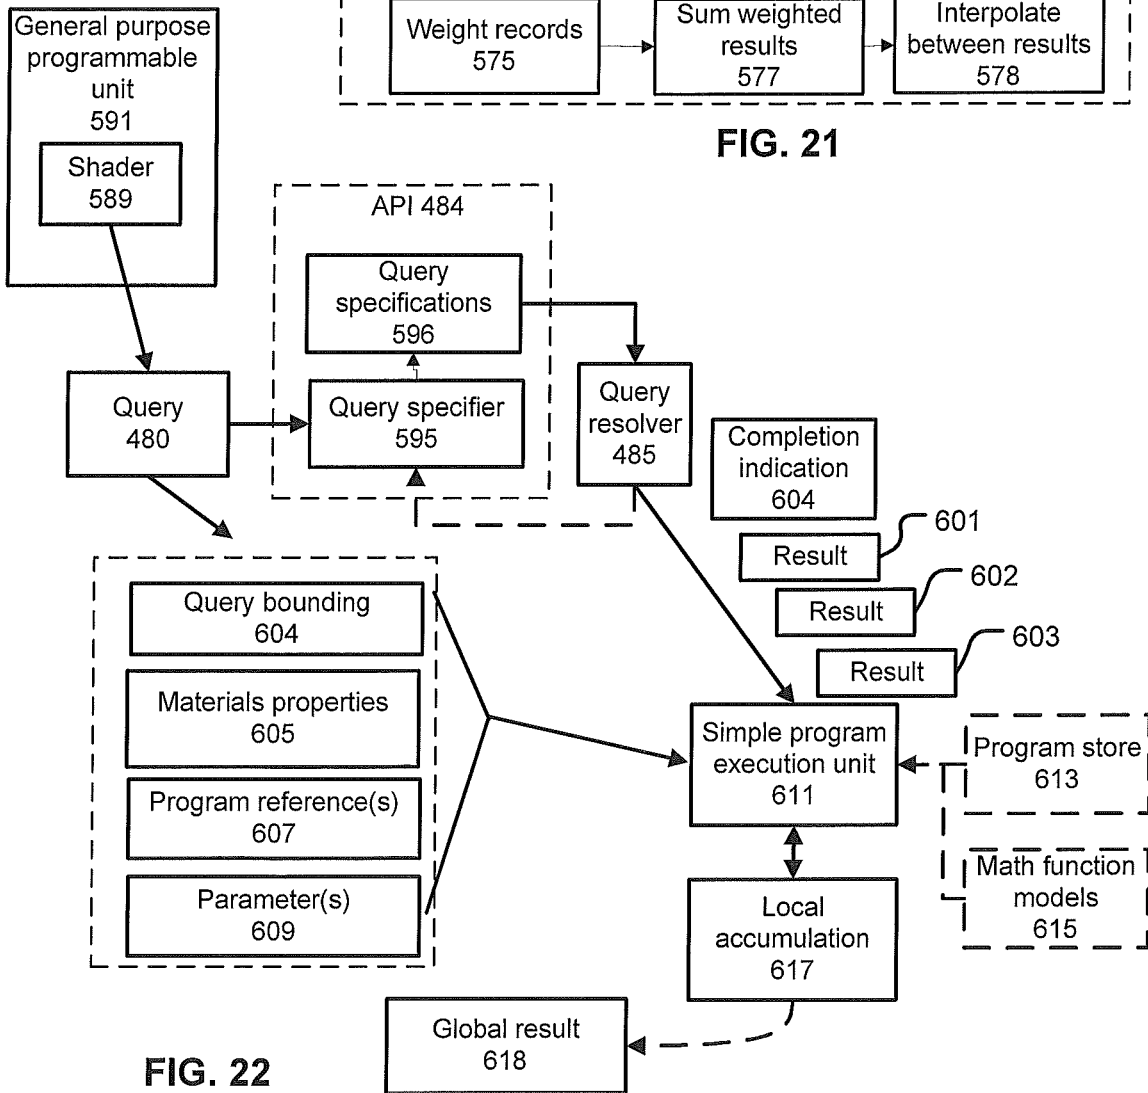 General purpose
programmable
unit
591
Shader
589
Weight records
575
Sum weighted
results
577
Interpolate
between results
578
FIG. 21
API 484
Query
specifications
596
Query specifier
595
Query
480
Query
resolver
485
Completion
indication
604
Result
601
Result
602
Result
603
Query bounding
604
Materials properties
605
Program reference(s)
607
Parameter(s)
609
Simple program
execution unit
611
Program store
613
Math function
models
615
Local
accumulation
617
Global result
618
FIG. 22